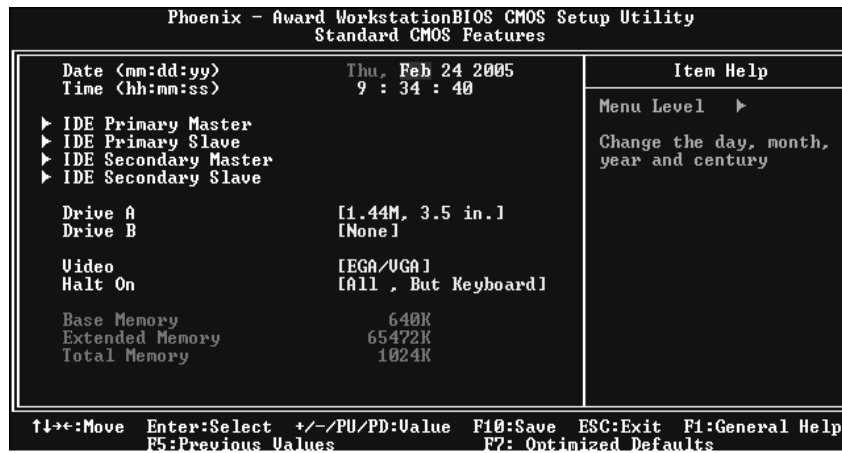 Phoenix - Award WorkstationBIOS CMOS Setup Utility
Standard CMOS Features
Date (mm:dd:yy) Thu, Feb 24 2005
Time (hh:mm:ss) 9 : 34 : 40
▶ IDE Primary Master
▶ IDE Primary Slave
▶ IDE Secondary Master
▶ IDE Secondary Slave
Drive A [1.44M, 3.5 in.]
Drive B [None]
Video [EGA/VGA]
Halt On [All , But Keyboard]
Base Memory 640K
Extended Memory 65472K
Total Memory 1024K
Item Help
Menu Level ▶
Change the day, month,
year and century
↑↓→←:Move Enter:Select +/-/PU/PD:Value F10:Save ESC:Exit F1:General Help
F5:Previous Values F7: Optimized Defaults